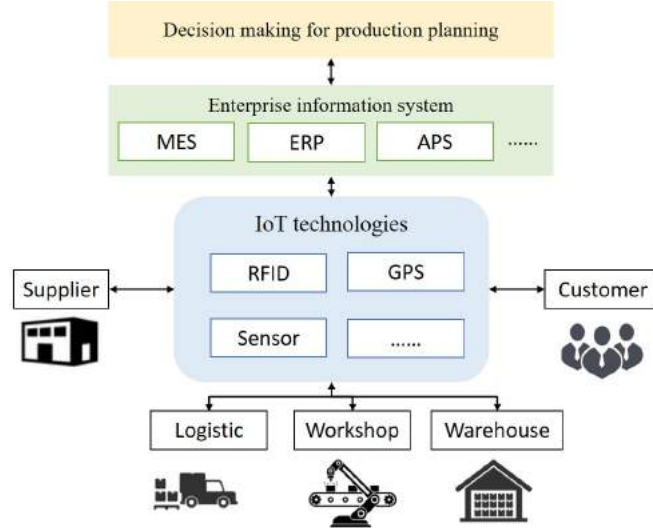 Decision making for production planning
Enterprise information system
MES
ERP
APS
......
IoT technologies
RFID
GPS
Supplier
Customer
Sensor
......
Logistic
Workshop
Warehouse